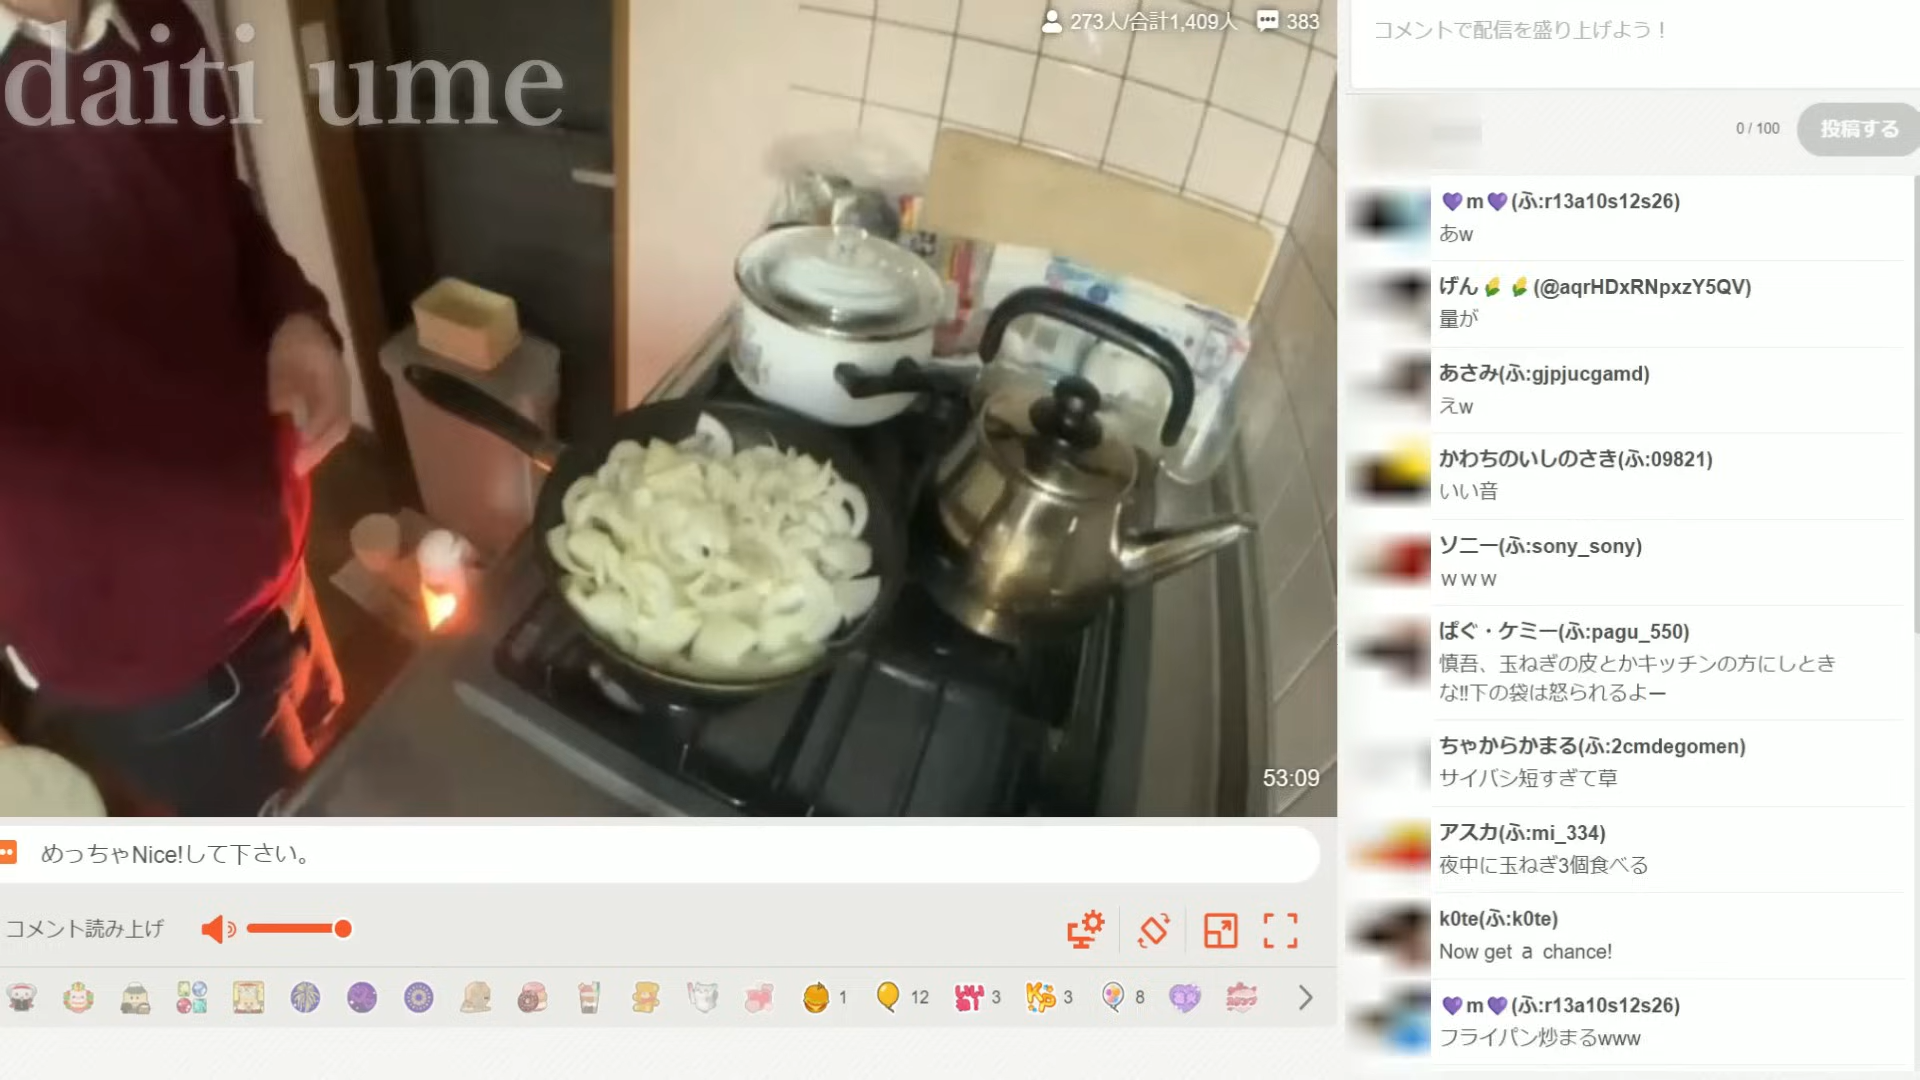 daiti ume
273人/合計1,409人 383
53:09
めっちゃNice!して下さい。
コメント読み上げ
1 12 3 3 8
コメントで配信を盛り上げよう！
0 / 100 投稿する
💜m💜(ふ:r13a10s12s26)
あw
げん🌽🌽(@aqrHDxRNpxzY5QV)
量が
あさみ(ふ:gjpjucgamd)
えw
かわちのいしのさき(ふ:09821)
いい音
ソニー(ふ:sony_sony)
ｗｗｗ
ぱぐ・ケミー(ふ:pagu_550)
慎吾、玉ねぎの皮とかキッチンの方にしとき
な‼下の袋は怒られるよー
ちゃからかまる(ふ:2cmdegomen)
サイバシ短すぎて草
アスカ(ふ:mi_334)
夜中に玉ねぎ3個食べる
k0te(ふ:k0te)
Now get a chance!
💜m💜(ふ:r13a10s12s26)
フライパン炒まるwww